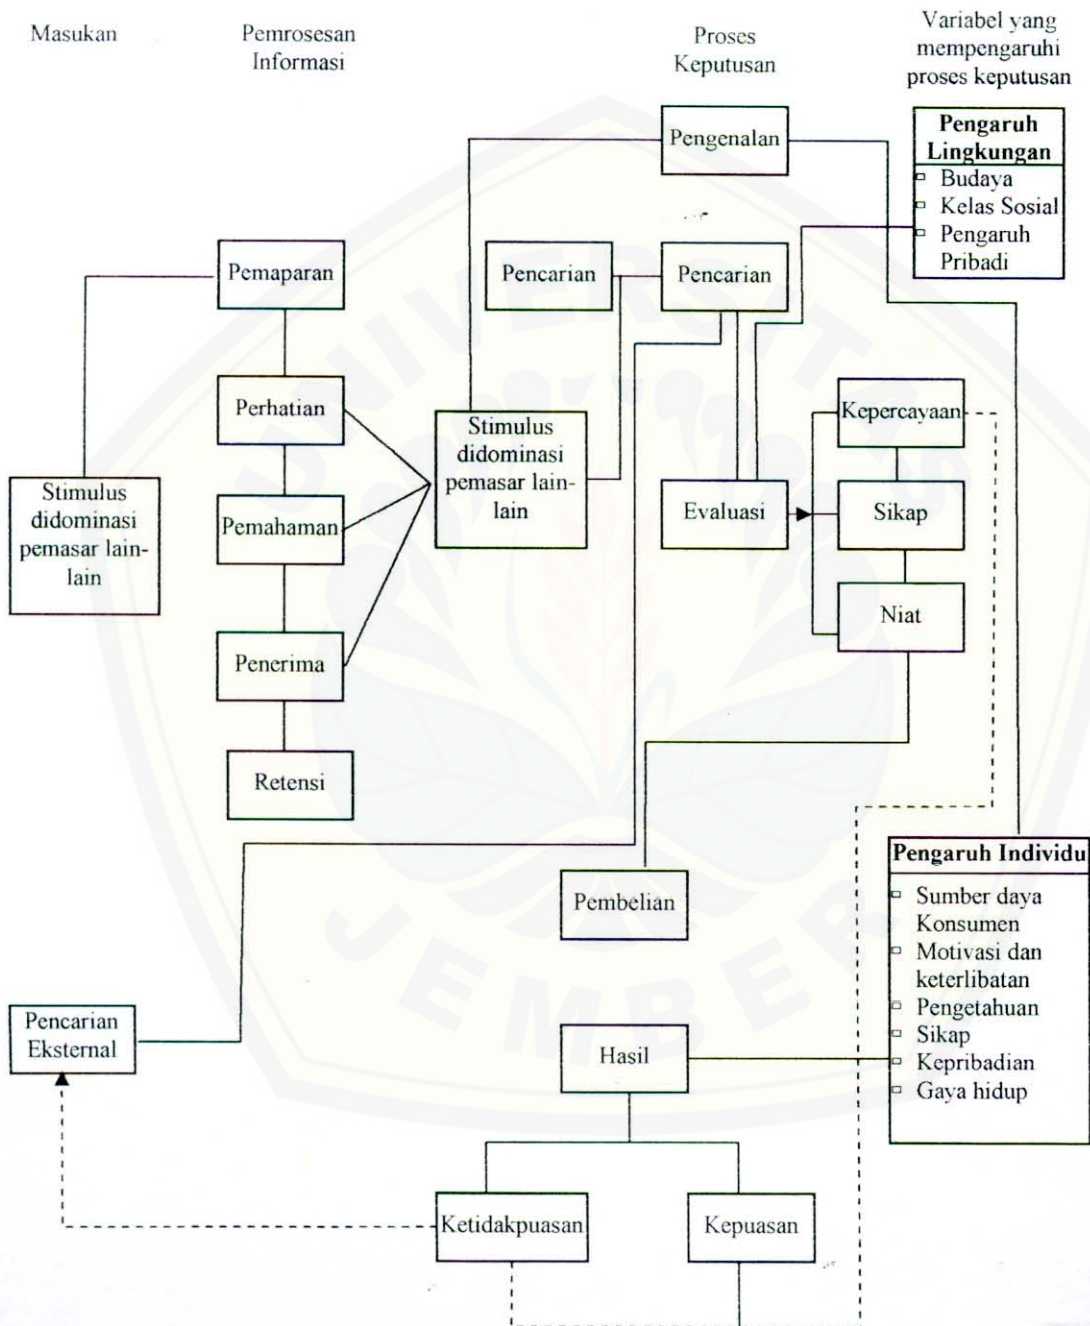 Masukan
Pemrosesan
Informasi
Proses
Keputusan
Variabel yang
mempengaruhi
proses keputusan
Pengenalan
Pengaruh
Lingkungan
Budaya
Kelas Sosial
Pengaruh
Pribadi
Pemaparan
Pencarian
Pencarian
Perhatian
Stimulus
didominasi
pemasar lain-
lain
Kepercayaan
Stimulus
didominasi
pemasar lain-
lain
Pemahaman
Evaluasi
Sikap
Niat
Penerima
Retensi
Pembelian
Pengaruh Individu
Sumber daya
Konsumen
Motivasi dan
keterlibatan
Pengetahuan
Sikap
Kepribadian
Gaya hidup
Pencarian
Eksternal
Hasil
Ketidakpuasan
Kepuasan
UNIVERSITAS
JEMBER